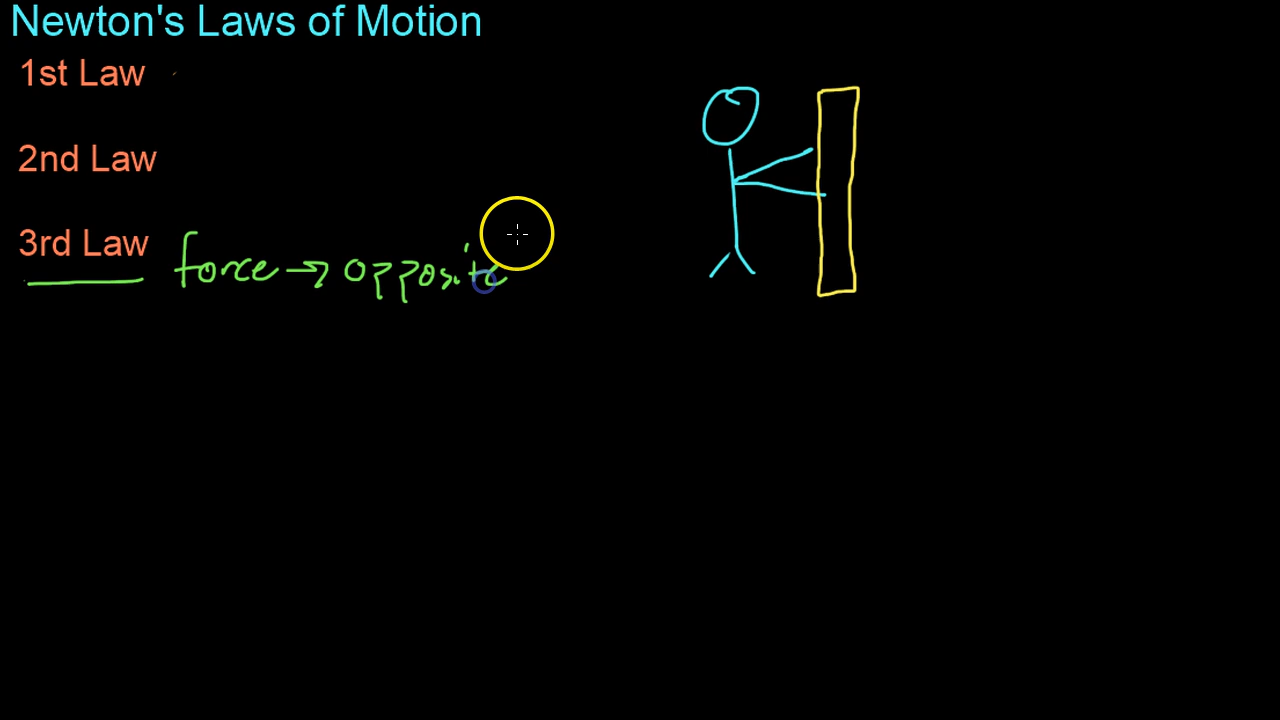 Newton's Laws of Motion
1st Law
2nd Law
3rd Law force → opposite